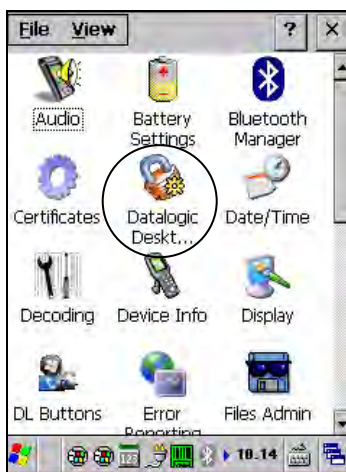 File View ? ×
Audio Battery Settings Bluetooth Manager
Certificates Datalogic Deskt... Date/Time
Decoding Device Info Display
DL Buttons Error Reporting Files Admin
123 10.14